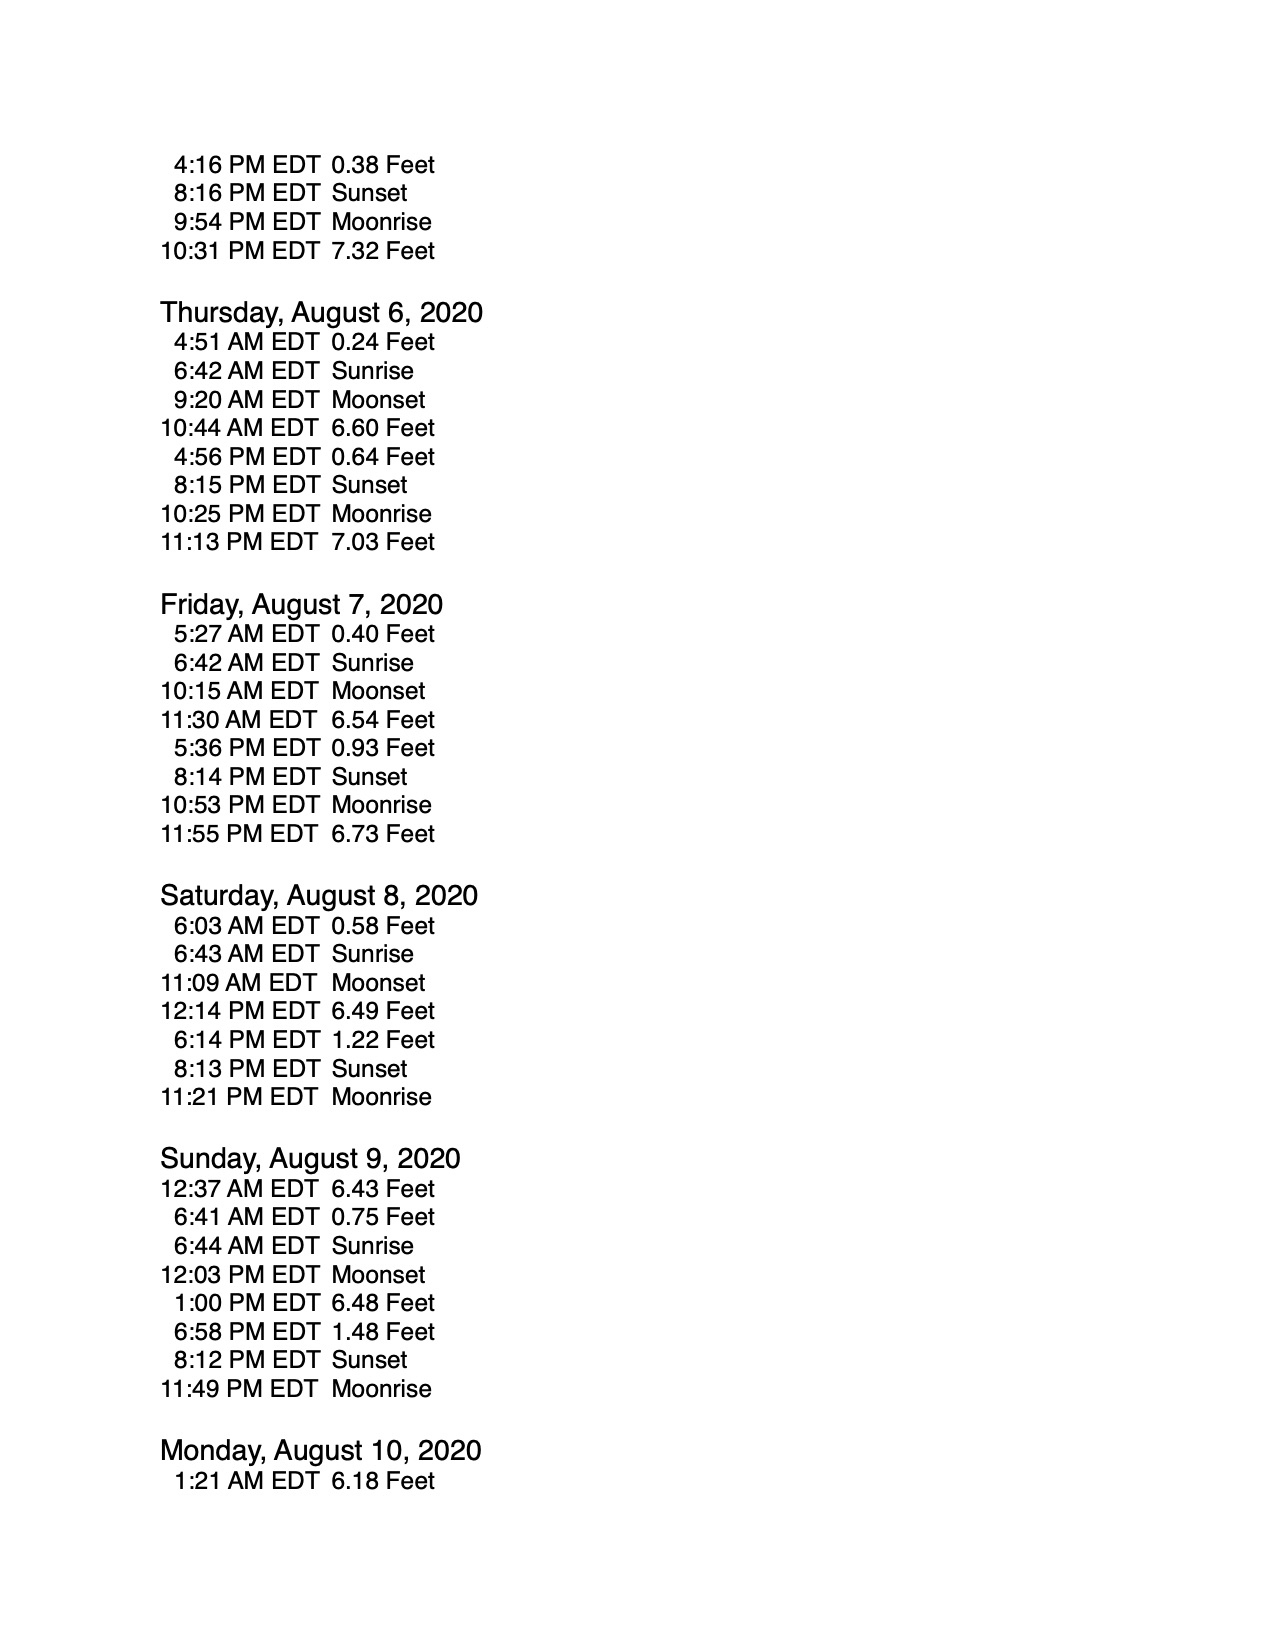 4:16 PM EDT 0.38 Feet
8:16 PM EDT Sunset
9:54 PM EDT Moonrise
10:31 PM EDT 7.32 Feet
Thursday, August 6, 2020
4:51 AM EDT 0.24 Feet
6:42 AM EDT Sunrise
9:20 AM EDT Moonset
10:44 AM EDT 6.60 Feet
4:56 PM EDT 0.64 Feet
8:15 PM EDT Sunset
10:25 PM EDT Moonrise
11:13 PM EDT 7.03 Feet
Friday, August 7, 2020
5:27 AM EDT 0.40 Feet
6:42 AM EDT Sunrise
10:15 AM EDT Moonset
11:30 AM EDT 6.54 Feet
5:36 PM EDT 0.93 Feet
8:14 PM EDT Sunset
10:53 PM EDT Moonrise
11:55 PM EDT 6.73 Feet
Saturday, August 8, 2020
6:03 AM EDT 0.58 Feet
6:43 AM EDT Sunrise
11:09 AM EDT Moonset
12:14 PM EDT 6.49 Feet
6:14 PM EDT 1.22 Feet
8:13 PM EDT Sunset
11:21 PM EDT Moonrise
Sunday, August 9, 2020
12:37 AM EDT 6.43 Feet
6:41 AM EDT 0.75 Feet
6:44 AM EDT Sunrise
12:03 PM EDT Moonset
1:00 PM EDT 6.48 Feet
6:58 PM EDT 1.48 Feet
8:12 PM EDT Sunset
11:49 PM EDT Moonrise
Monday, August 10, 2020
1:21 AM EDT 6.18 Feet